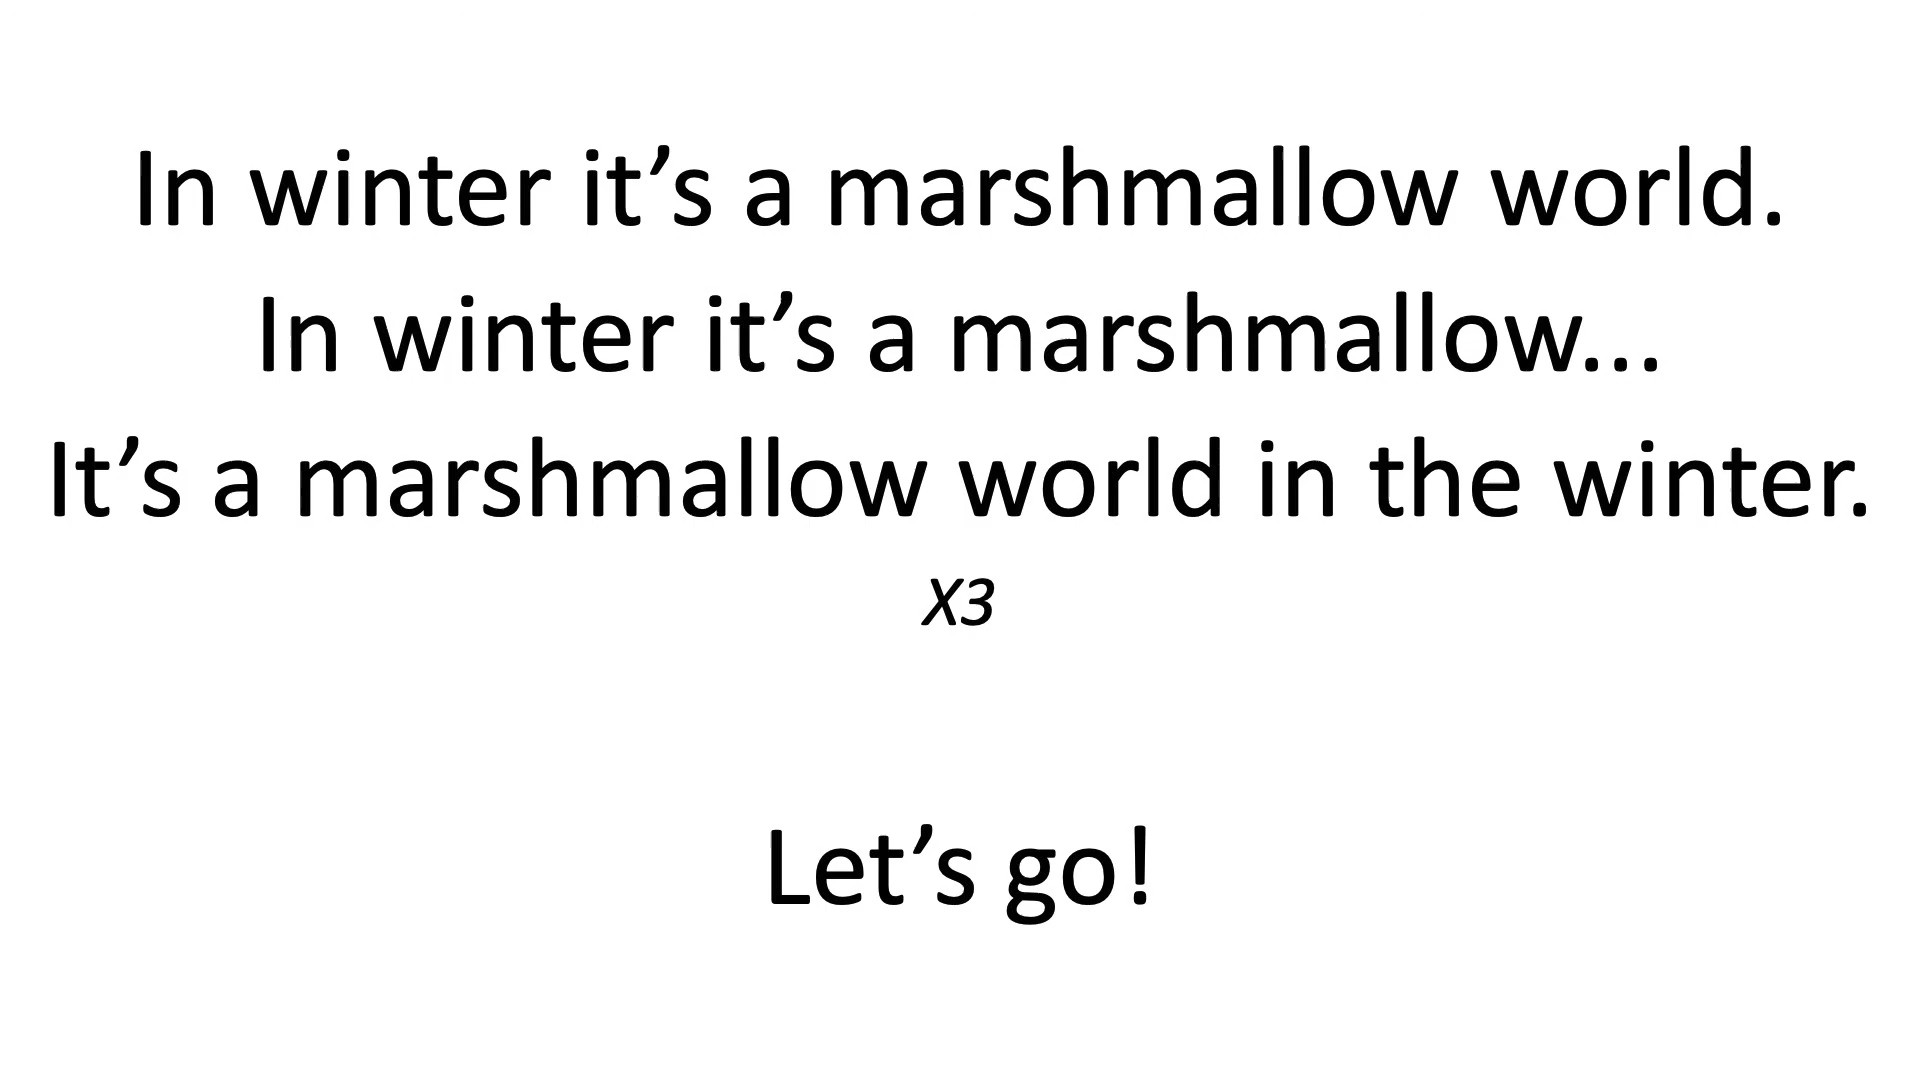 In winter it’s a marshmallow world.
In winter it’s a marshmallow...
It’s a marshmallow world in the winter.
X3
Let’s go!